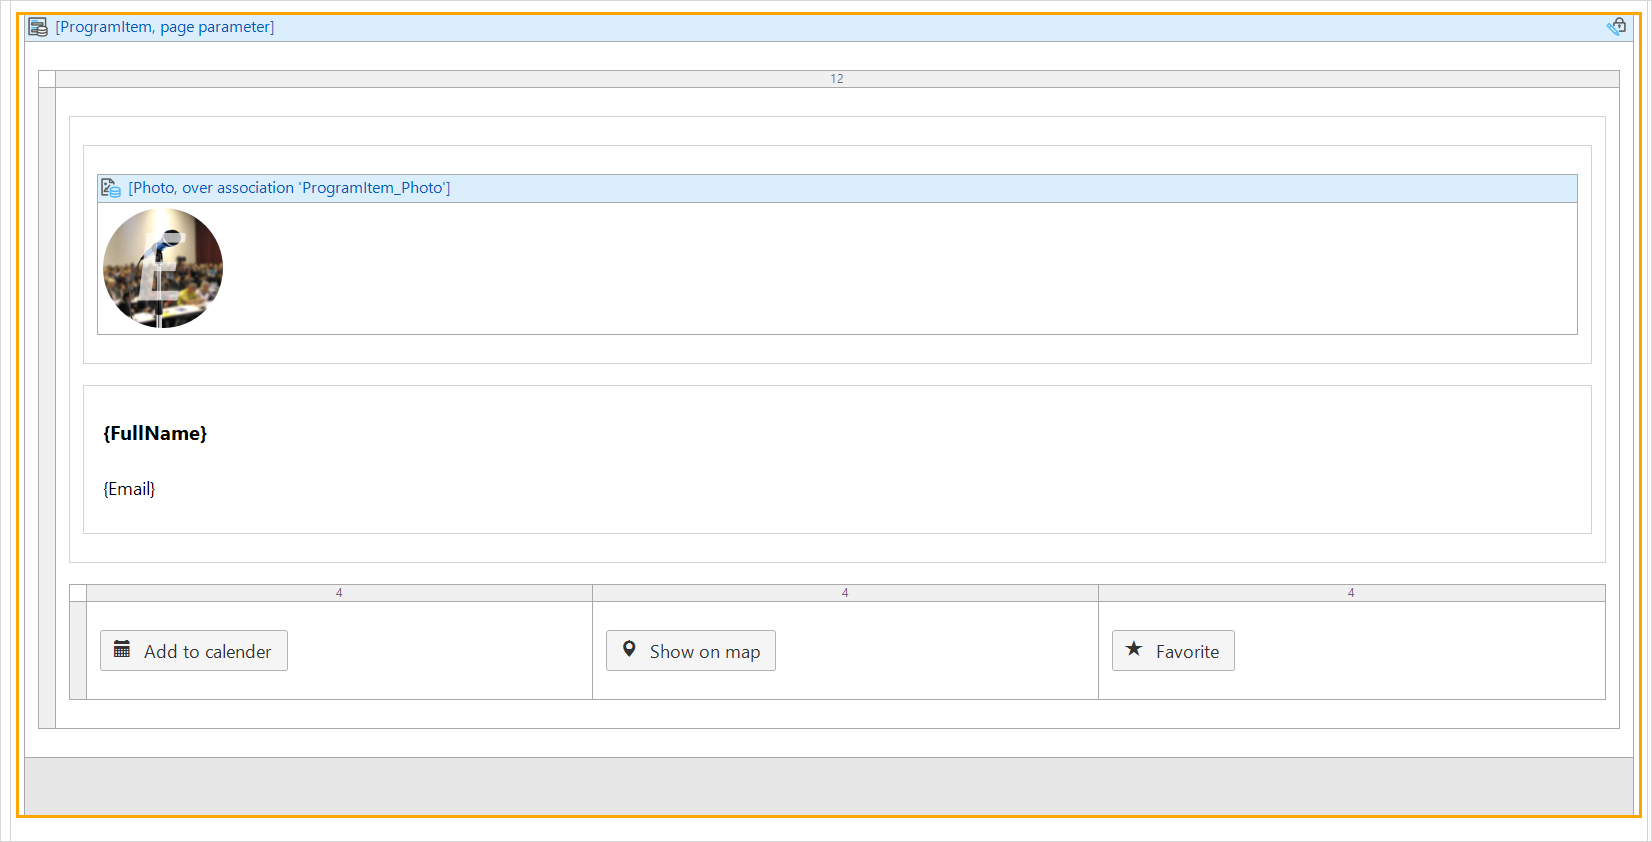 [ProgramItem, page parameter]
12
[Photo, over association 'ProgramItem_Photo']
E
{FullName}
{Email}
4 4 4
Add to calender Show on map Favorite